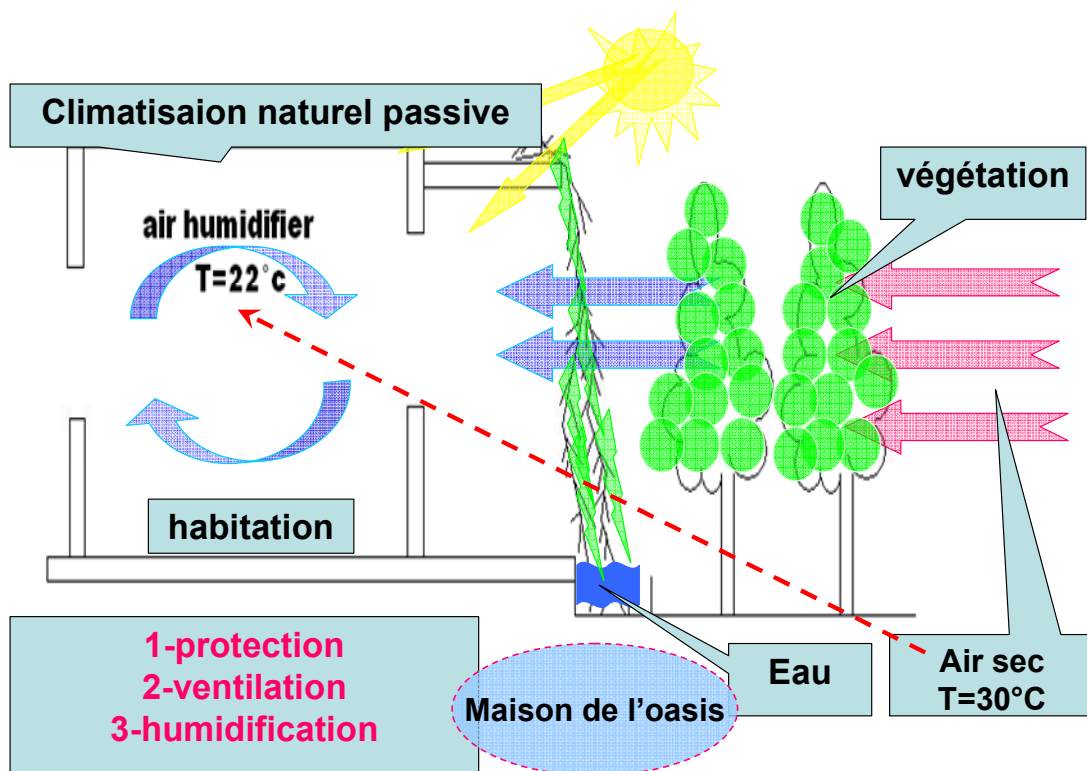 Climatisaion naturel passive
végétation
air humidifier
T=22°c
habitation
1-protection
2-ventilation
3-humidification
Maison de l’oasis
Eau
Air sec
T=30°C